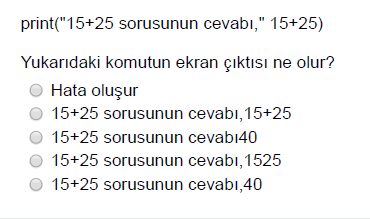 print("15+25 sorusunun cevabı," 15+25)
Yukarıdaki komutun ekran çıktısı ne olur?
Hata oluşur
15+25 sorusunun cevabı,15+25
15+25 sorusunun cevabı40
15+25 sorusunun cevabı,1525
15+25 sorusunun cevabı,40